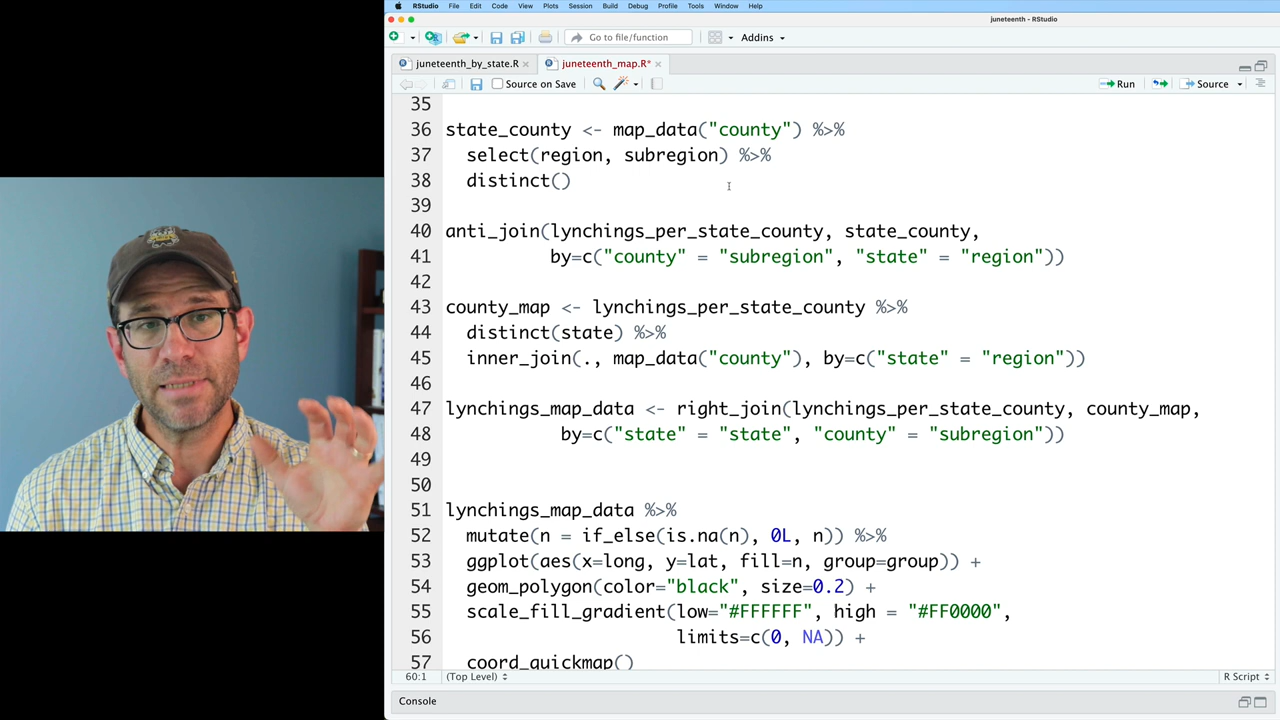 RStudio File Edit Code View Plots Session Build Debug Profile Tools Window Help
juneteenth - RStudio
Go to file/function Addins
juneteenth_by_state.R juneteenth_map.R*
Source on Save Run Source
35
36 state_county <- map_data("county") %>%
37 select(region, subregion) %>%
38 distinct()
39
40 anti_join(lynchings_per_state_county, state_county,
41 by=c("county" = "subregion", "state" = "region"))
42
43 county_map <- lynchings_per_state_county %>%
44 distinct(state) %>%
45 inner_join(., map_data("county"), by=c("state" = "region"))
46
47 lynchings_map_data <- right_join(lynchings_per_state_county, county_map,
48 by=c("state" = "state", "county" = "subregion"))
49
50
51 lynchings_map_data %>%
52 mutate(n = if_else(is.na(n), 0L, n)) %>%
53 ggplot(aes(x=long, y=lat, fill=n, group=group)) +
54 geom_polygon(color="black", size=0.2) +
55 scale_fill_gradient(low="#FFFFFF", high = "#FF0000",
56 limits=c(0, NA)) +
57 coord_quickmap()
60:1 (Top Level) R Script
Console